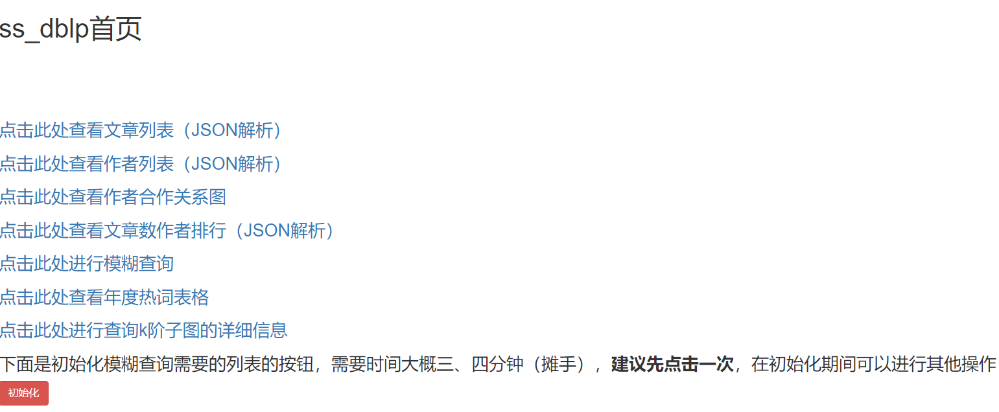 ss_dblp首页
点击此处查看文章列表（JSON解析）
点击此处查看作者列表（JSON解析）
点击此处查看作者合作关系图
点击此处查看文章数作者排行（JSON解析）
点击此处进行模糊查询
点击此处查看年度热词表格
点击此处进行查询k阶子图的详细信息
下面是初始化模糊查询需要的列表的按钮，需要时间大概三、四分钟（摊手），建议先点击一次，在初始化期间可以进行其他操作
初始化